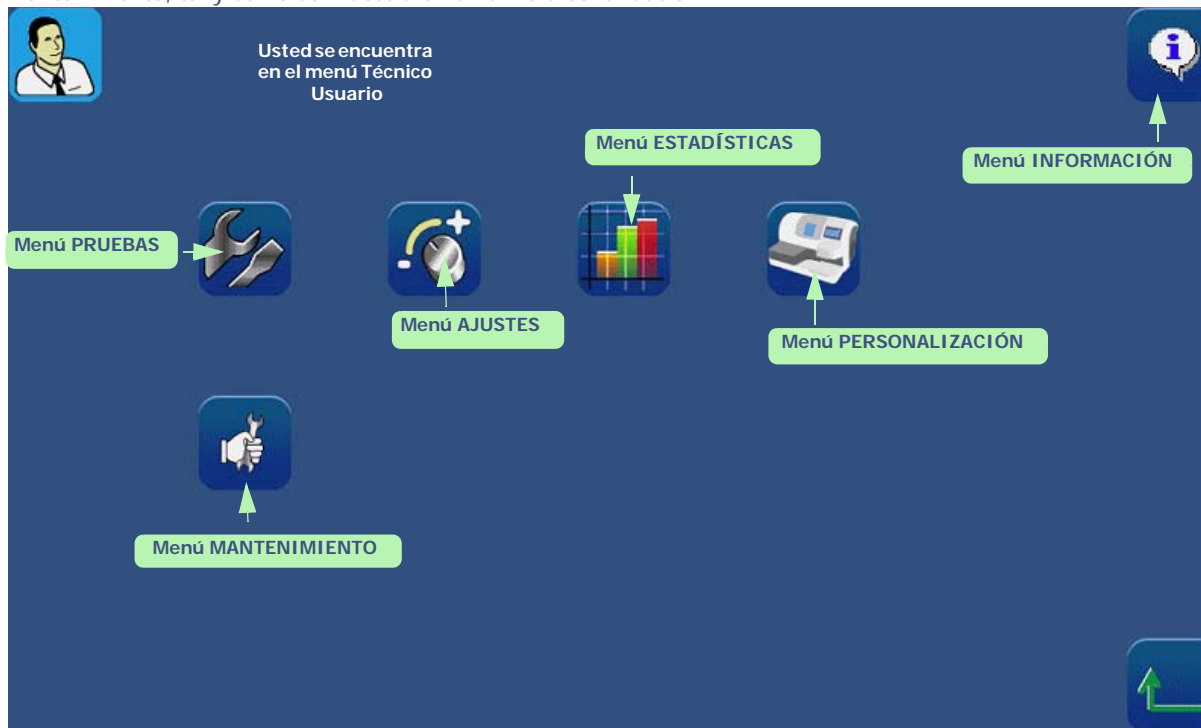 Usted se encuentra
en el menú Técnico
Usuario
Menú ESTADÍSTICAS
Menú INFORMACIÓN
Menú PRUEBAS
Menú AJUSTES
Menú PERSONALIZACIÓN
Menú MANTENIMIENTO